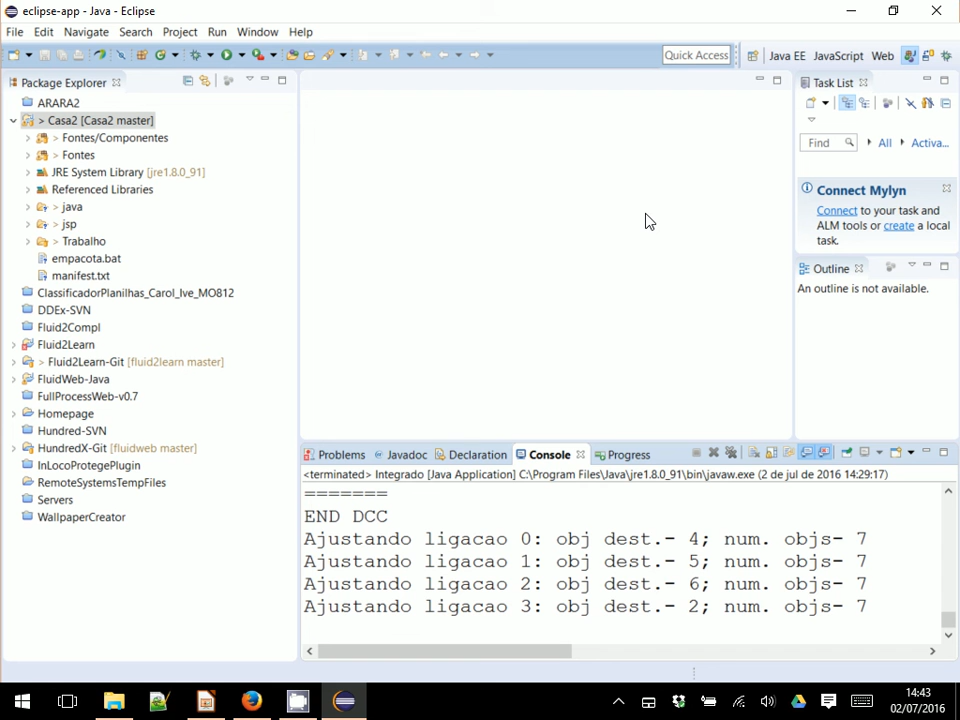 eclipse-app - Java - Eclipse
File Edit Navigate Search Project Run Window Help
Quick Access
Java EE JavaScript Web
Package Explorer
ARARA2
> Casa2 [Casa2 master]
> Fontes/Componentes
> Fontes
JRE System Library [jre1.8.0_91]
Referenced Libraries
> java
> jsp
> Trabalho
empacota.bat
manifest.txt
ClassificadorPlanilhas_Carol_Ive_MO812
DDEx-SVN
Fluid2Compl
Fluid2Learn
> Fluid2Learn-Git [fluid2learn master]
FluidWeb-Java
FullProcessWeb-v0.7
Homepage
Hundred-SVN
HundredX-Git [fluidweb master]
InLocoProtegePlugin
RemoteSystemsTempFiles
Servers
WallpaperCreator
Task List
Find All Activa...
Connect Mylyn
Connect to your task and
ALM tools or create a local
task.
Outline
An outline is not available.
Problems Javadoc Declaration Console Progress
<terminated> Integrado [Java Application] C:\Program Files\Java\jre1.8.0_91\bin\javaw.exe (2 de jul de 2016 14:29:17)
=======
END DCC
Ajustando ligacao 0: obj dest.- 4; num. objs- 7
Ajustando ligacao 1: obj dest.- 5; num. objs- 7
Ajustando ligacao 2: obj dest.- 6; num. objs- 7
Ajustando ligacao 3: obj dest.- 2; num. objs- 7
14:43
02/07/2016